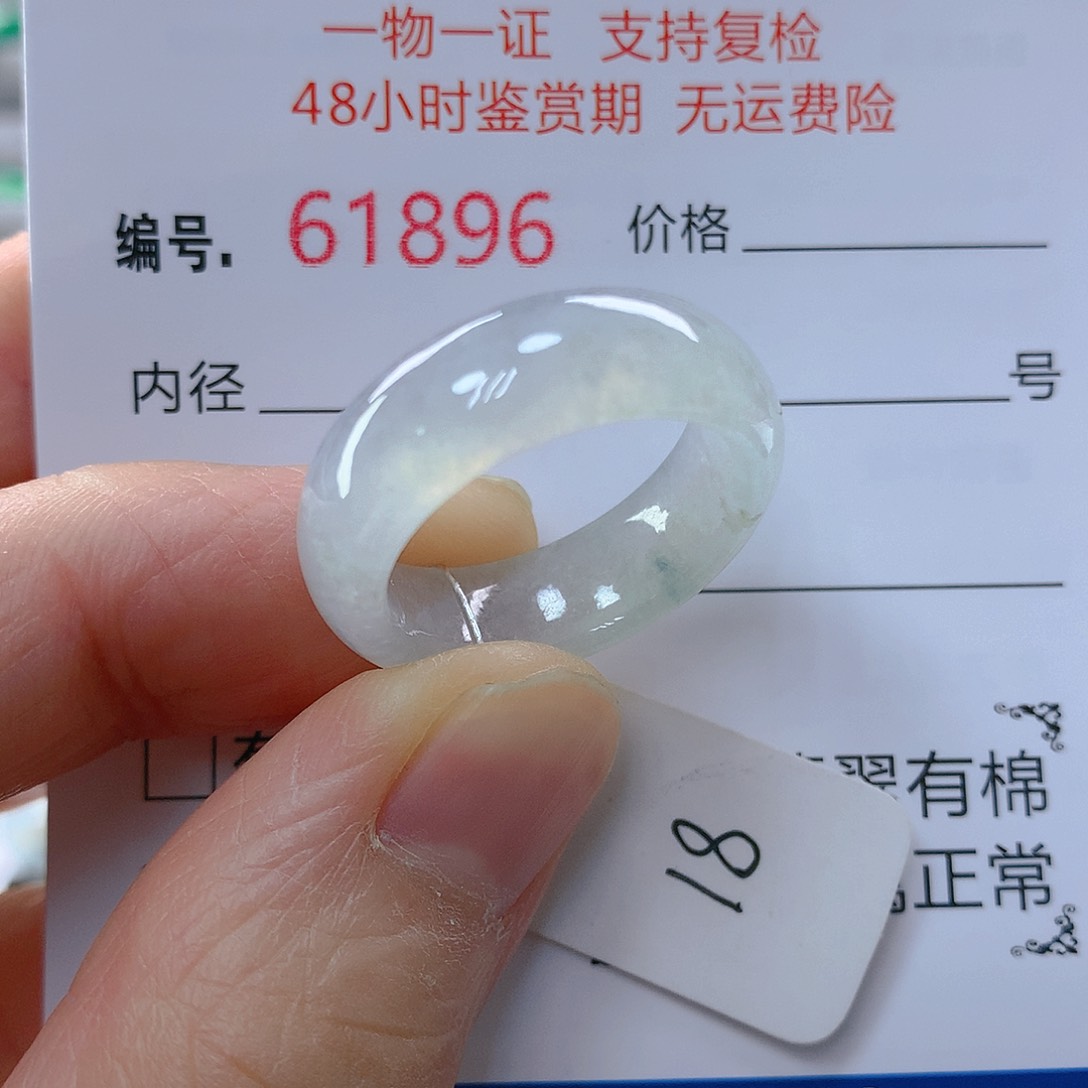 一物一证 支持复检
48小时鉴赏期 无运费险
编号. 61896 价格
内径 号
翠有棉
正常
18